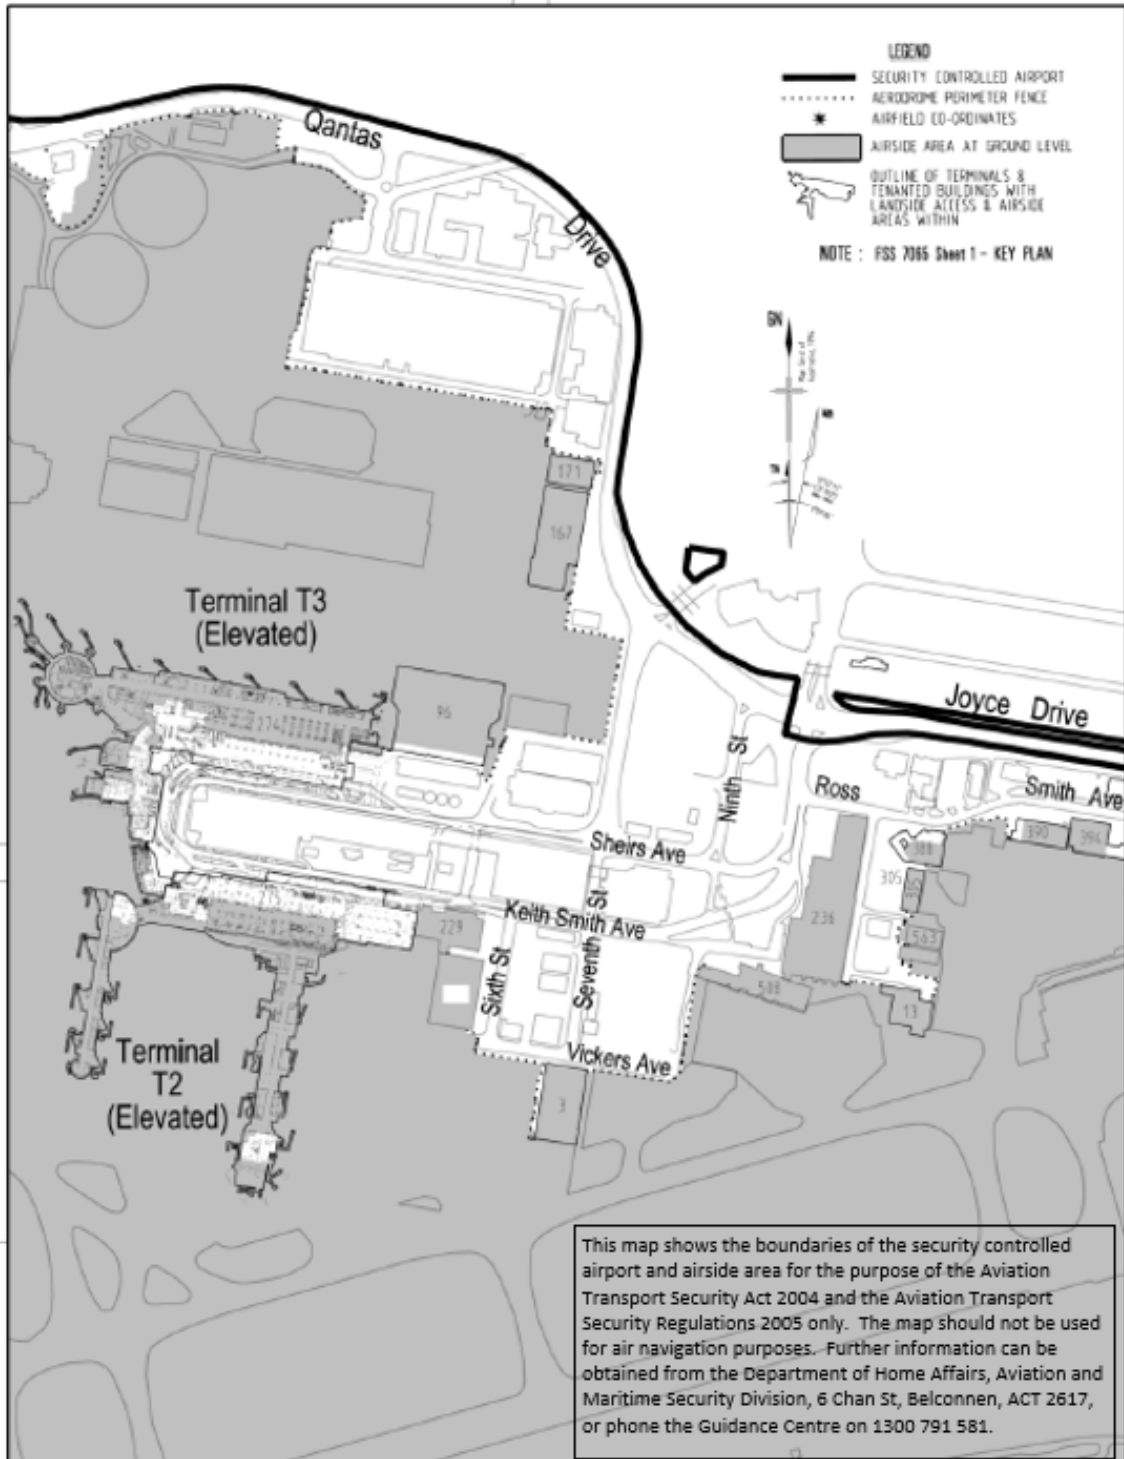 LEGEND
SECURITY CONTROLLED AIRPORT
AERODROME PERIMETER FENCE
AIRFIELD CO-ORDINATES
AIRSIDE AREA AT GROUND LEVEL
OUTLINE OF TERMINALS &
TENANTED BUILDINGS WITH
LANDSIDE ACCESS & AIRSIDE
AREAS WITHIN
NOTE : FSS 7065 Sheet 1 - KEY PLAN
Qantas
Drive
GN
171
167
Terminal T3
(Elevated)
96
174
Joyce Drive
Ninth St
Ross
Smith Ave
Sheirs Ave
390
394
388
305
236
Keith Smith Ave
229
Sixth St
Seventh St
563
508
13
Terminal
T2
(Elevated)
Vickers Ave
3
This map shows the boundaries of the security controlled
airport and airside area for the purpose of the Aviation
Transport Security Act 2004 and the Aviation Transport
Security Regulations 2005 only. The map should not be used
for air navigation purposes. Further information can be
obtained from the Department of Home Affairs, Aviation and
Maritime Security Division, 6 Chan St, Belconnen, ACT 2617,
or phone the Guidance Centre on 1300 791 581.